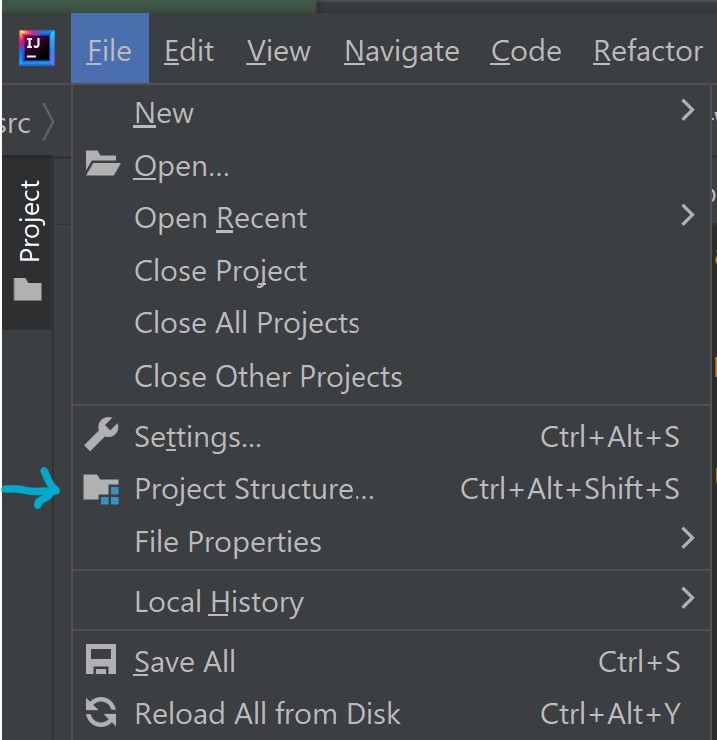 IJ File Edit View Navigate Code Refactor
src
Project
New
Open...
Open Recent
Close Project
Close All Projects
Close Other Projects
Settings... Ctrl+Alt+S
Project Structure... Ctrl+Alt+Shift+S
File Properties
Local History
Save All Ctrl+S
Reload All from Disk Ctrl+Alt+Y